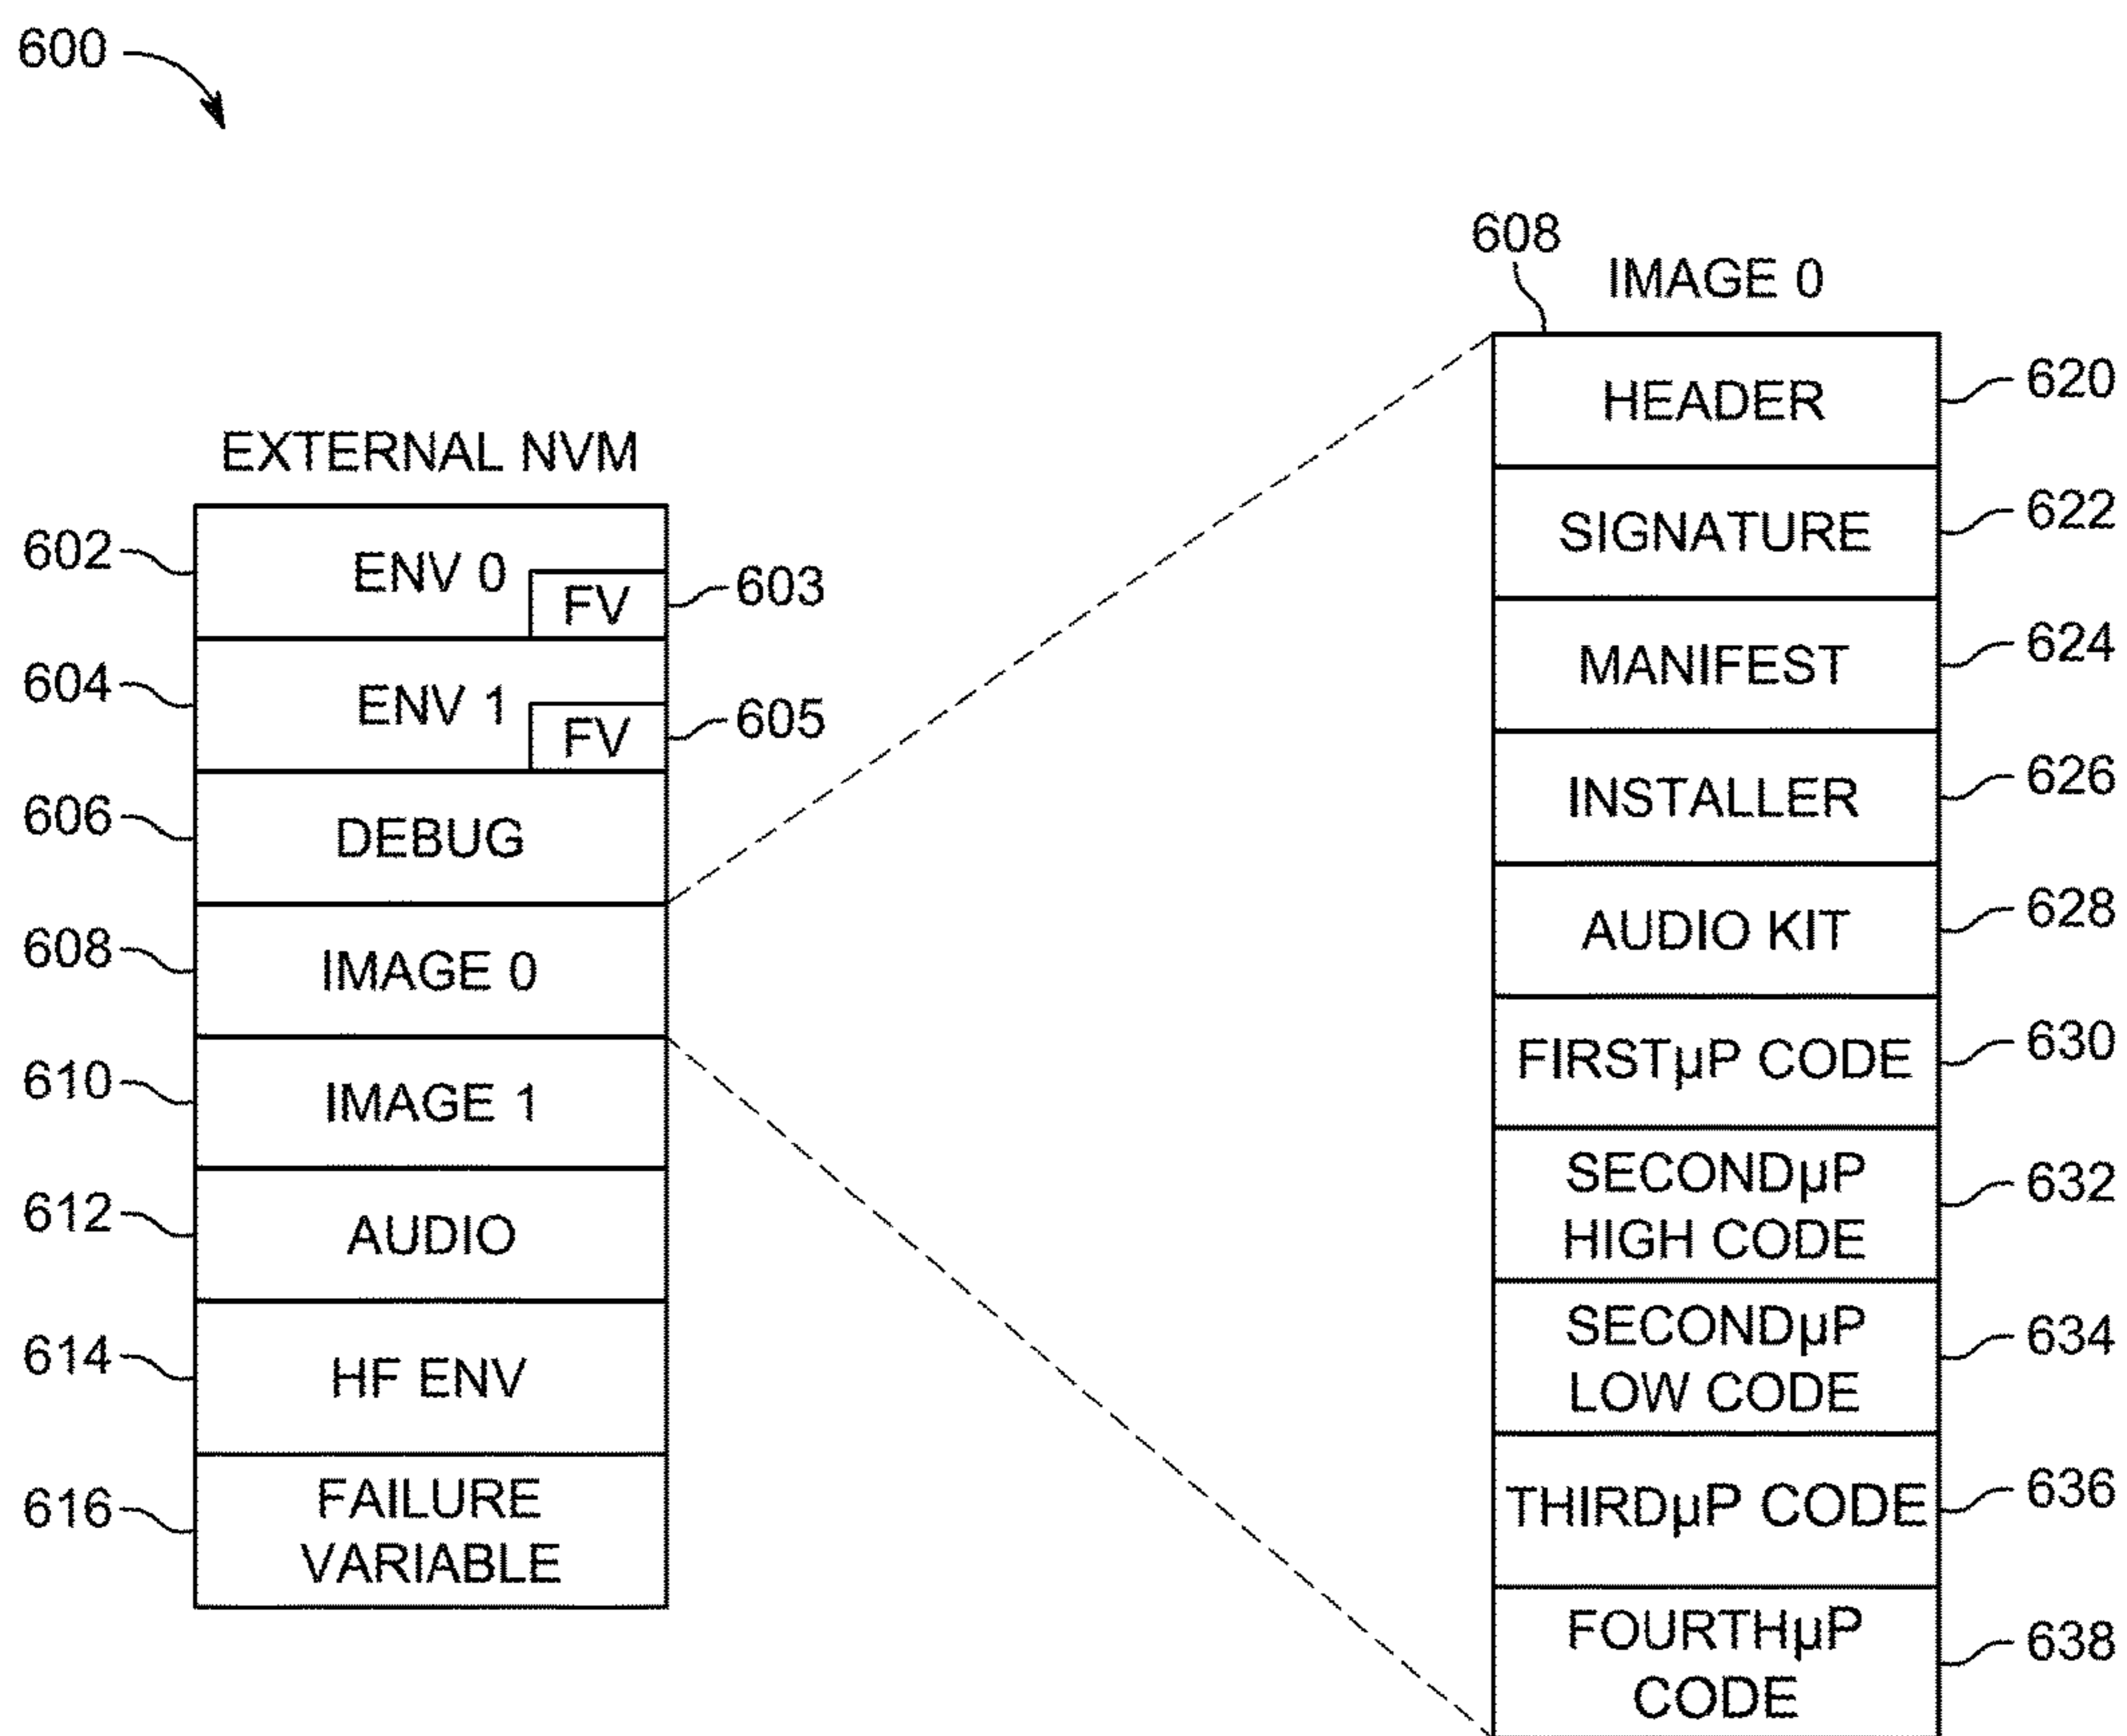 600
EXTERNAL NVM
602
ENV 0
FV
603
604
ENV 1
FV
605
606
DEBUG
608
IMAGE 0
610
IMAGE 1
612
AUDIO
614
HF ENV
616
FAILURE
VARIABLE
608
IMAGE 0
HEADER
620
SIGNATURE
622
MANIFEST
624
INSTALLER
626
AUDIO KIT
628
FIRSTµP CODE
630
SECONDµP
HIGH CODE
632
SECONDµP
LOW CODE
634
THIRDµP CODE
636
FOURTHµP
CODE
638